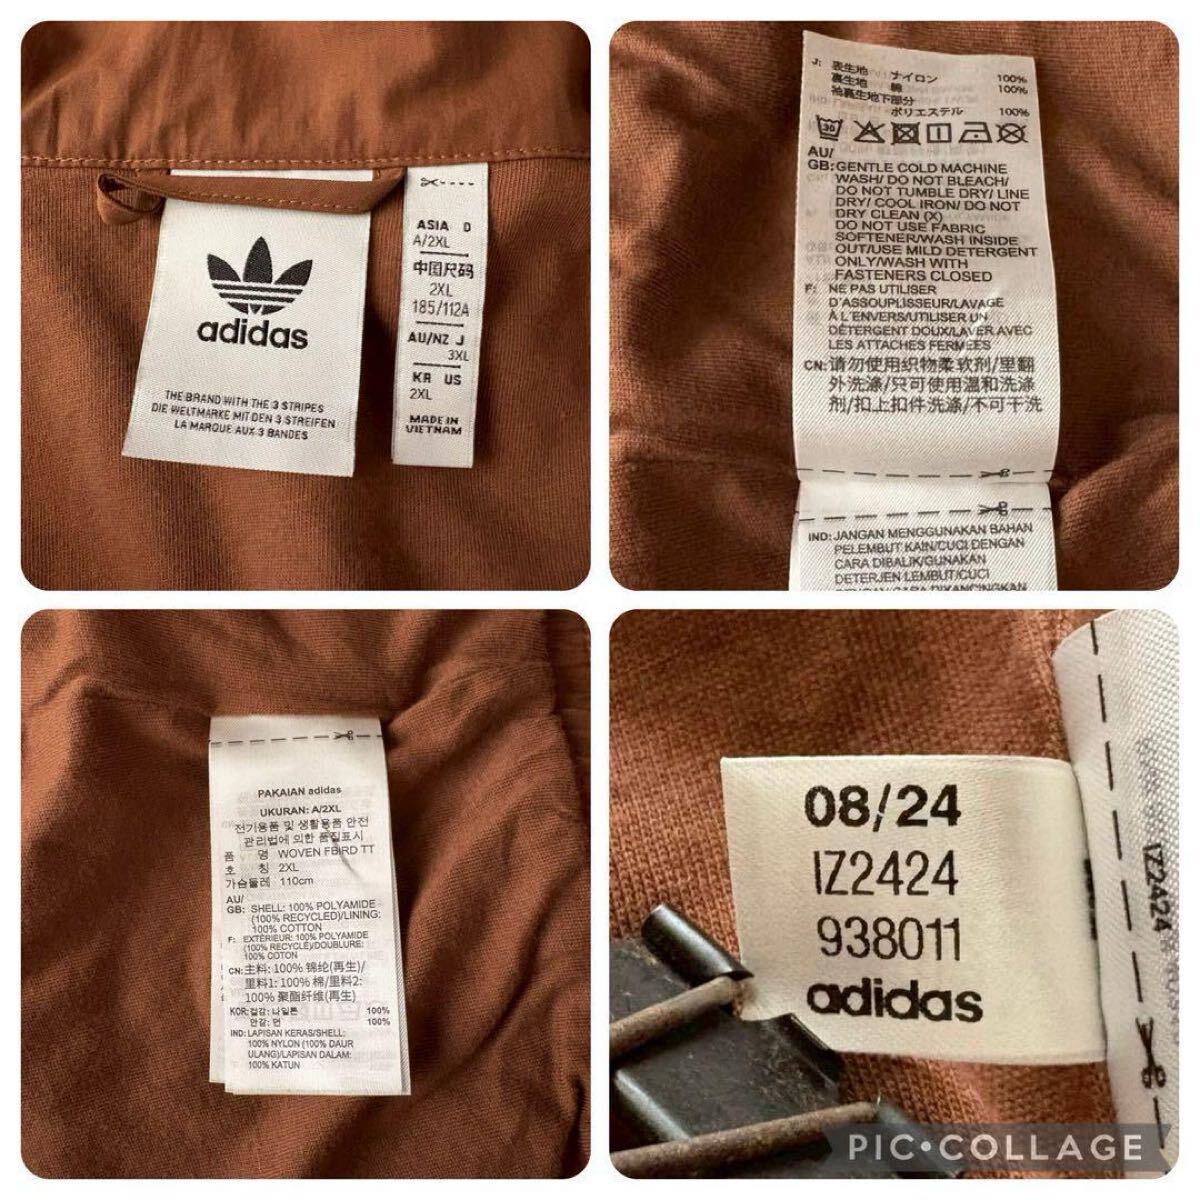 adidas
THE BRAND WITH THE 3 STRIPES
DIE WELTMARKE MIT DEN 3 STREIFEN
LA MARQUE AUX 3 BANDES
ASIA D
A/2XL
中国尺码
2XL
185/112A
AU/NZ J
3XL
KR US
2XL
MADE IN
VIETNAM
J: 表生地 ナイロン 100%
裏生地 綿 100%
袖裏生地下部分
ポリエステル 100%
30
AU/
GB: GENTLE COLD MACHINE
WASH/ DO NOT BLEACH/
DO NOT TUMBLE DRY/ LINE
DRY/ COOL IRON/ DO NOT
DRY CLEAN (X)
DO NOT USE FABRIC
SOFTENER/WASH INSIDE
OUT/USE MILD DETERGENT
ONLY/WASH WITH
FASTENERS CLOSED
F: NE PAS UTILISER
D'ASSOUPLISSEUR/LAVAGE
À L'ENVERS/UTILISER UN
DÉTERGENT DOUX/LAVER AVEC
LES ATTACHES FERMÉES
CN: 请勿使用织物柔软剂/里翻
外洗涤/只可使用温和洗涤
剂/扣上扣件洗涤/不可干洗
IND: JANGAN MENGGUNAKAN BAHAN
PELEMBUT KAIN/CUCI DENGAN
CARA DIBALIK/GUNAKAN
DETERJEN LEMBUT/CUCI
PAKAIAN adidas
UKURAN: A/2XL
전기용품 및 생활용품 안전
관리법에 의한 품질표시
품 명 WOVEN FBIRD TT
호 칭 2XL
가슴둘레 110cm
AU/
GB: SHELL: 100% POLYAMIDE
(100% RECYCLED)/LINING:
100% COTTON
F: EXTÉRIEUR: 100% POLYAMIDE
(100% RECYCLÉ)/DOUBLURE:
100% COTON
CN: 主料: 100% 锦纶(再生)/
里料1: 100% 棉/里料2:
100% 聚酯纤维(再生)
KOR: 겉감: 나일론 100%
안감: 면 100%
IND: LAPISAN KERAS/SHELL:
100% NYLON (100% DAUR
ULANG)/LAPISAN DALAM:
100% KATUN
08/24
IZ2424
938011
adidas
IZ2424
PIC•COLLAGE